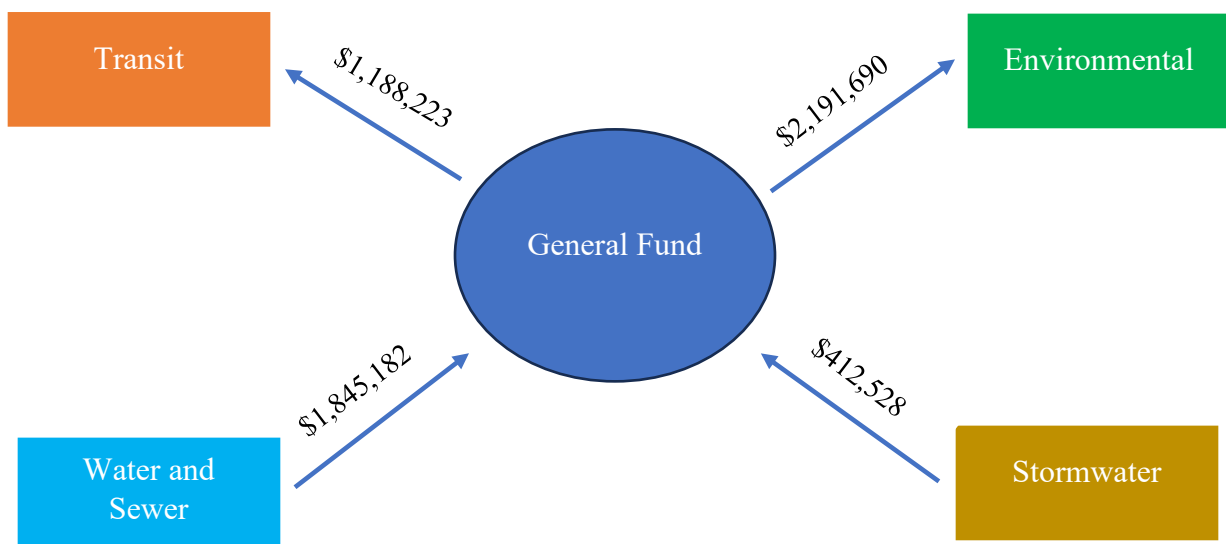 Transit
$1,188,223
$2,191,690
Environmental
General Fund
$1,845,182
$412,528
Water and
Sewer
Stormwater